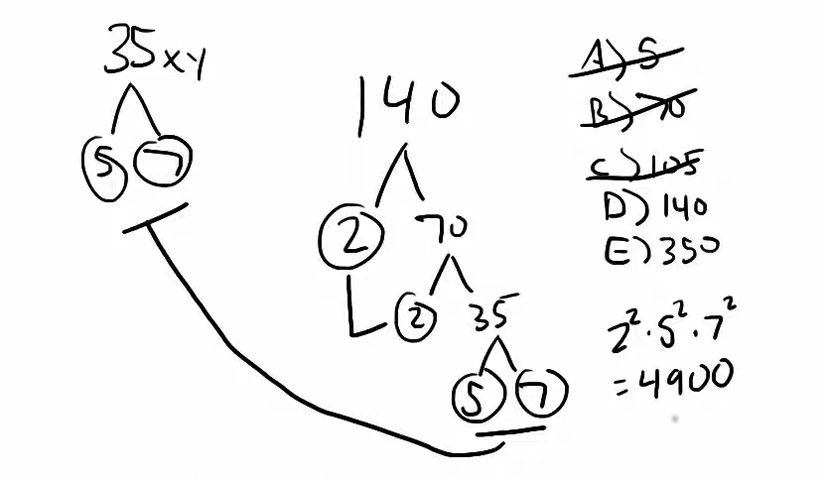 35xy
5 7
140
2 70
2 35
5 7
A) 5
B) 70
C) 105
D) 140
E) 350
2² · 5² · 7²
= 4900